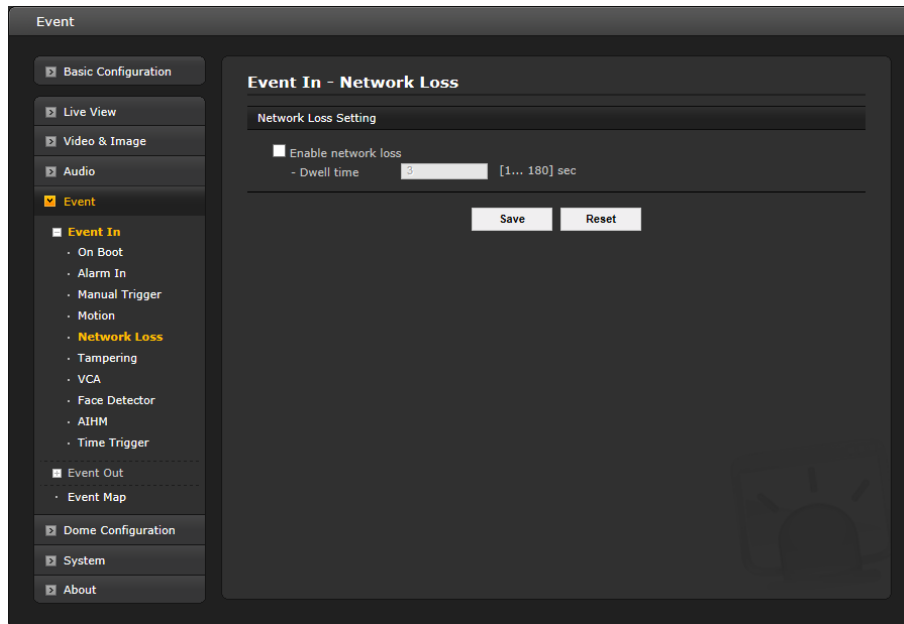 Event
Basic Configuration
Live View
Video & Image
Audio
Event
Event In
· On Boot
· Alarm In
· Manual Trigger
· Motion
· Network Loss
· Tampering
· VCA
· Face Detector
· AIHM
· Time Trigger
Event Out
· Event Map
Dome Configuration
System
About
Event In - Network Loss
Network Loss Setting
Enable network loss
- Dwell time 3 [1... 180] sec
Save Reset